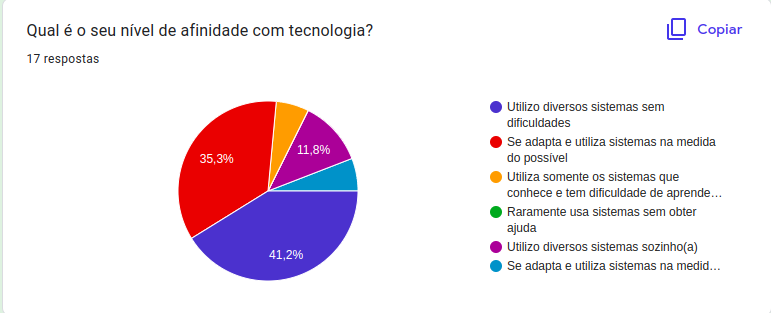 Qual é o seu nível de afinidade com tecnologia?
Copiar
17 respostas
35,3%
11,8%
41,2%
Utilizo diversos sistemas sem
dificuldades
Se adapta e utiliza sistemas na medida
do possível
Utiliza somente os sistemas que
conhece e tem dificuldade de aprende…
Raramente usa sistemas sem obter
ajuda
Utilizo diversos sistemas sozinho(a)
Se adapta e utiliza sistemas na medid…